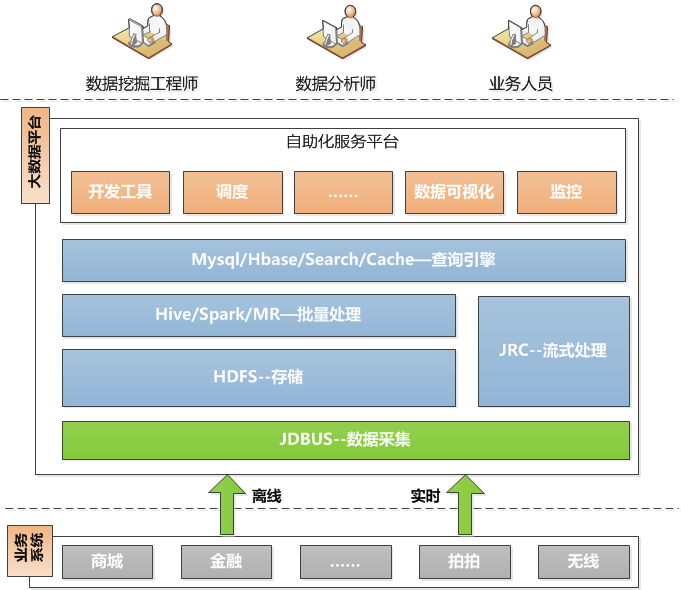 数据挖掘工程师
数据分析师
业务人员
大数据平台
自助化服务平台
开发工具
调度
......
数据可视化
监控
Mysql/Hbase/Search/Cache—查询引擎
Hive/Spark/MR—批量处理
JRC--流式处理
HDFS--存储
JDBUS--数据采集
离线
实时
业务
系统
商城
金融
......
拍拍
无线